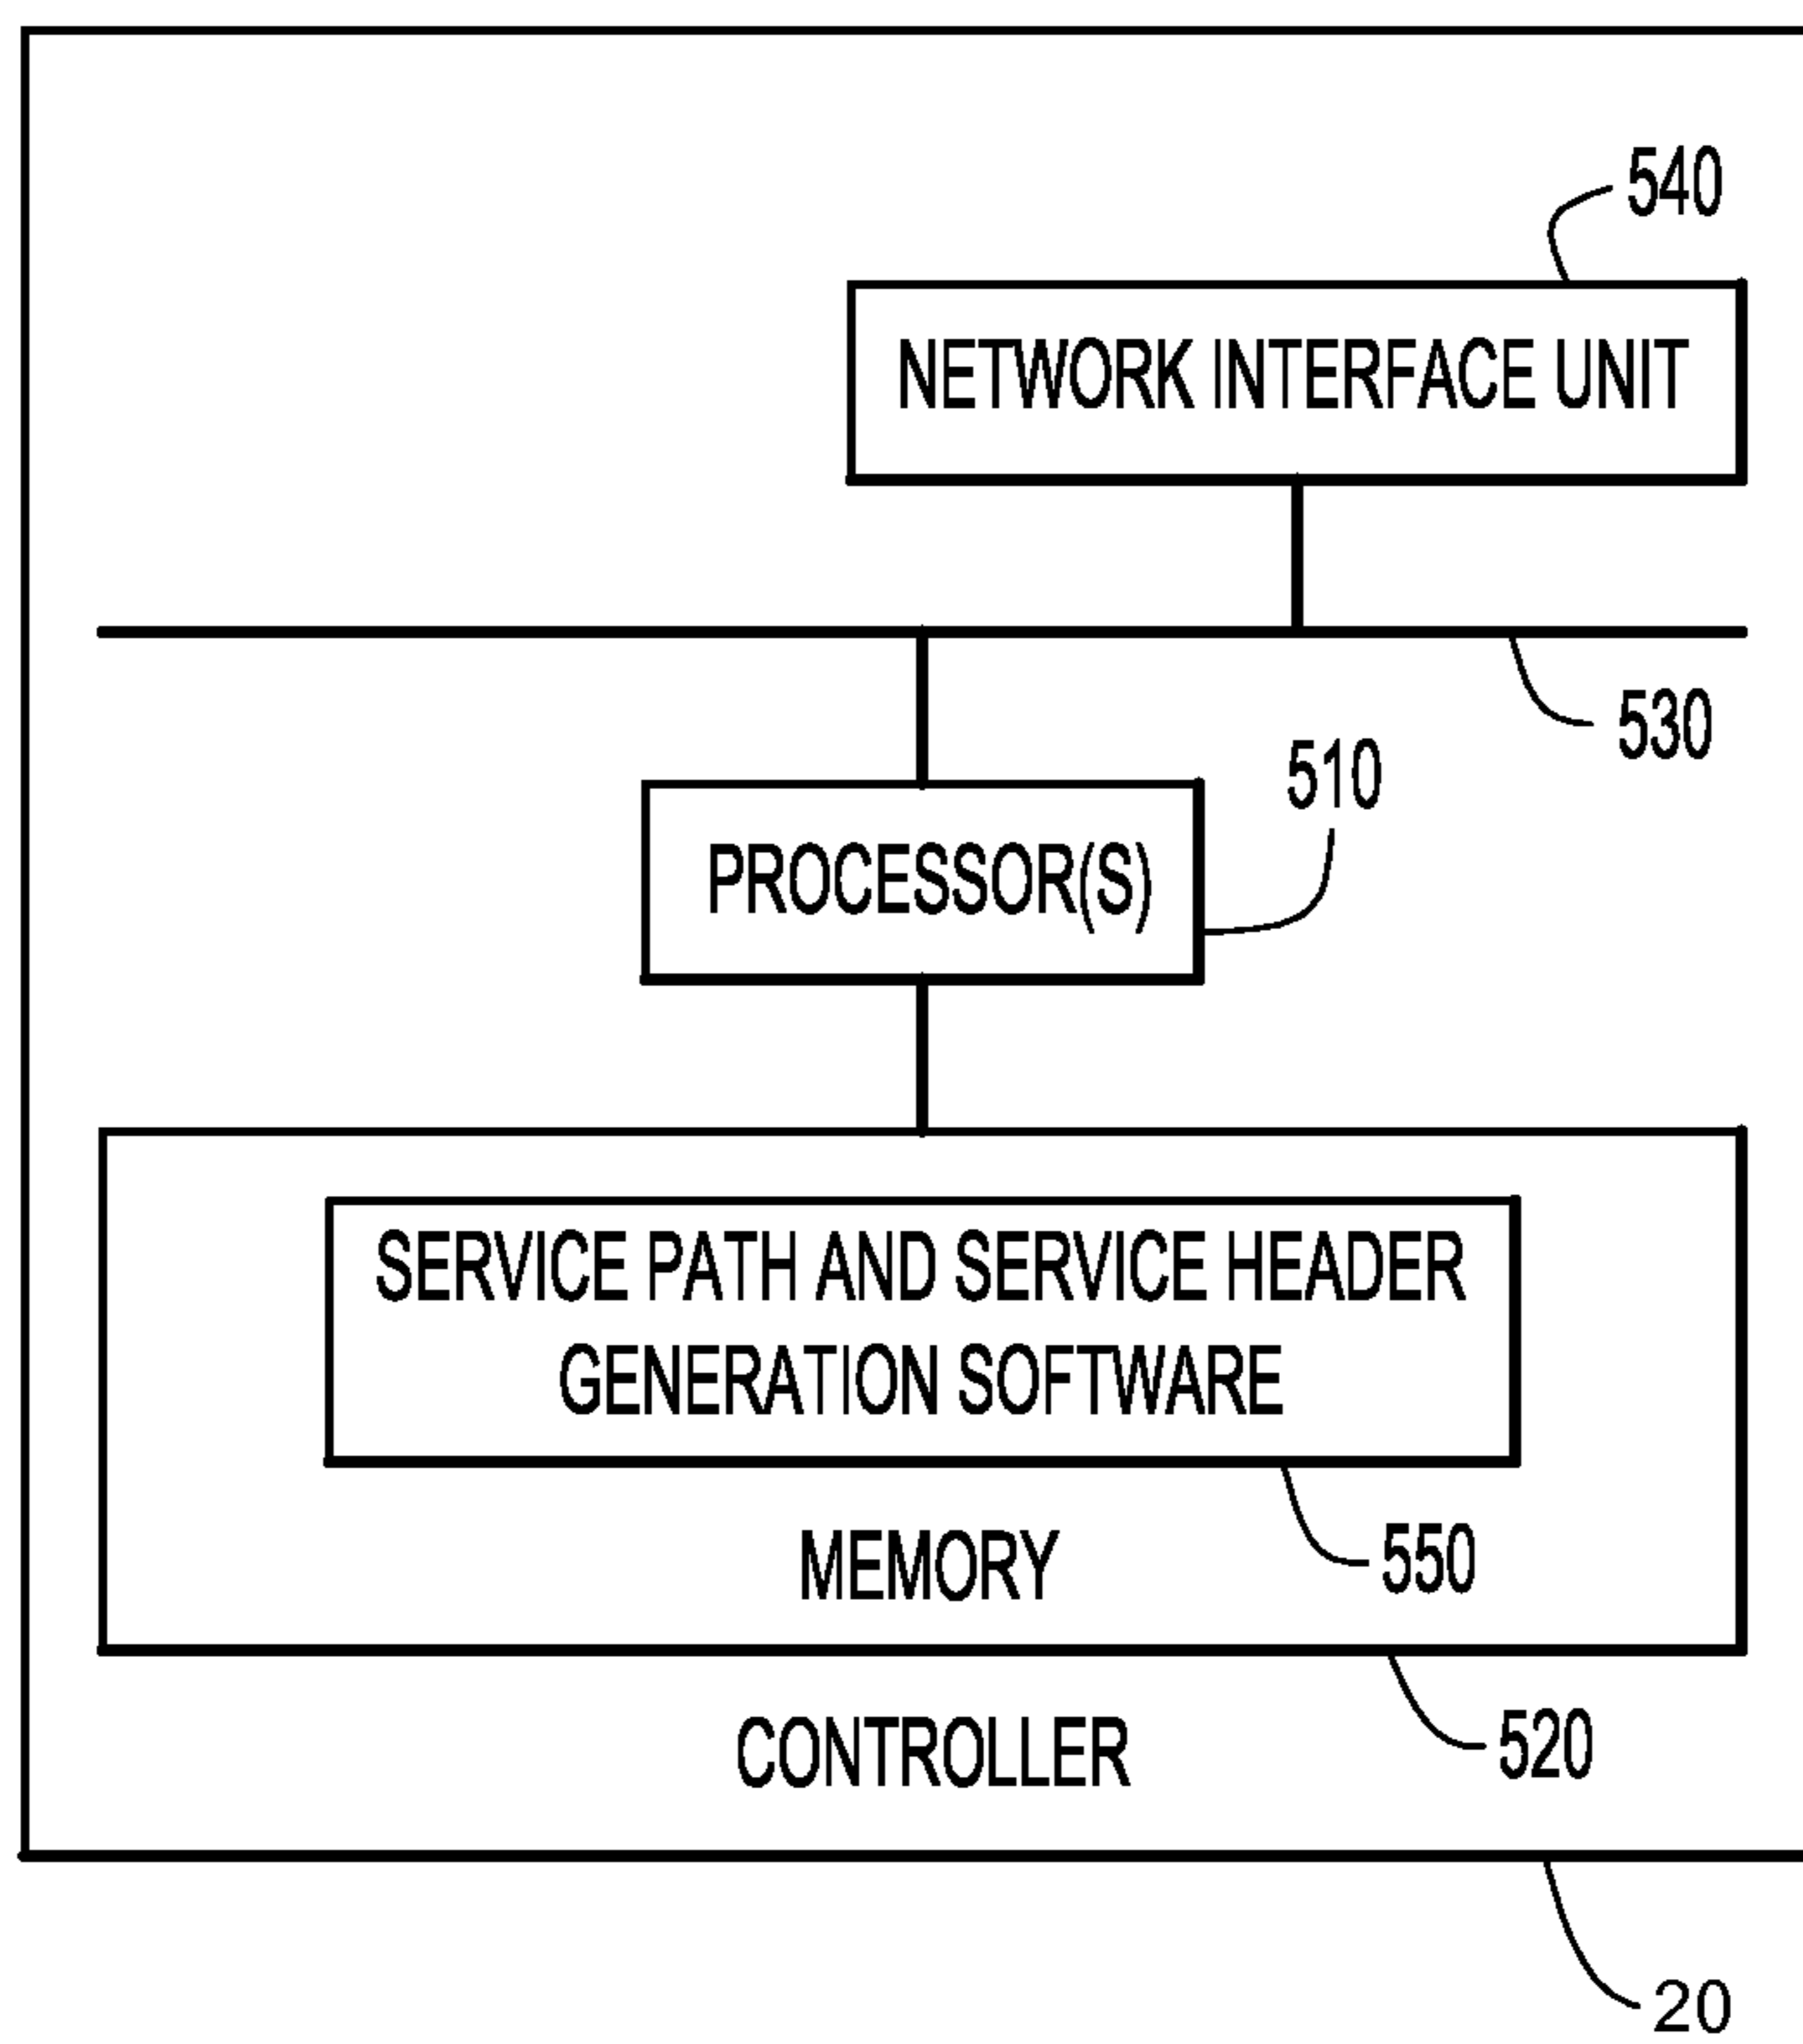 540
NETWORK INTERFACE UNIT
530
510
PROCESSOR(S)
SERVICE PATH AND SERVICE HEADER
GENERATION SOFTWARE
MEMORY
550
CONTROLLER
520
20